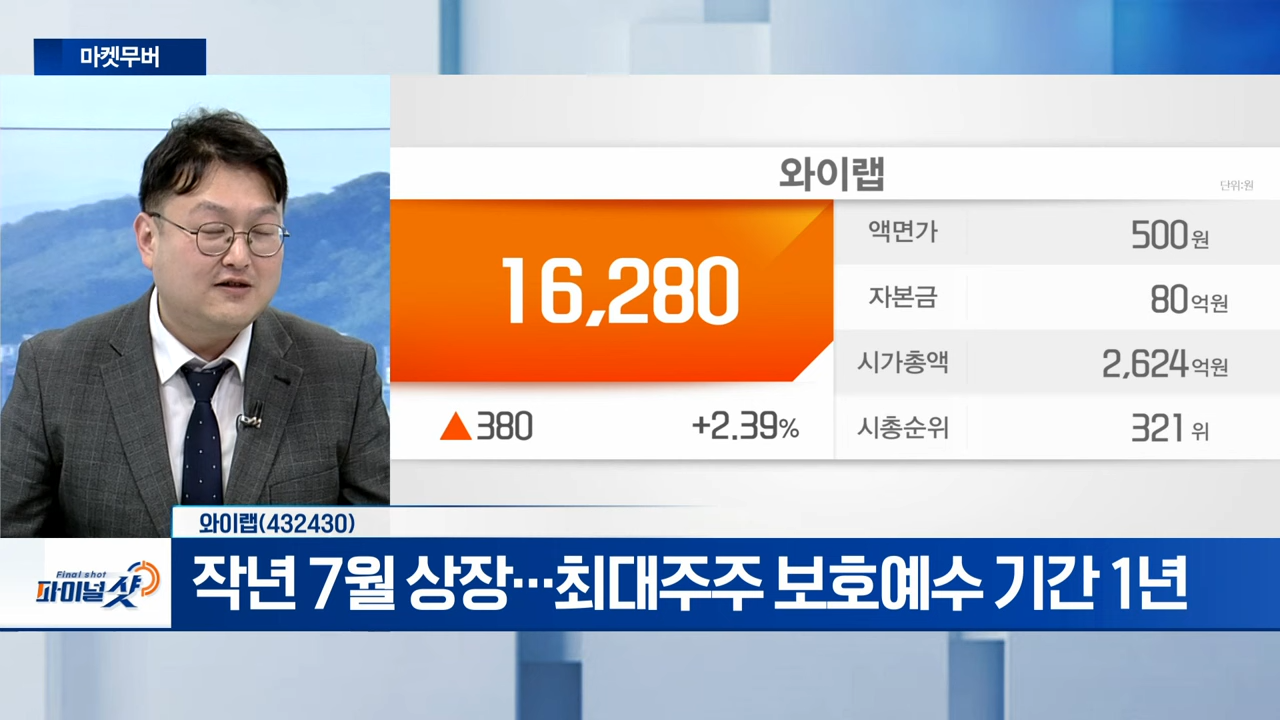 마켓무버
와이랩
단위:원
16,280
▲380 +2.39%
액면가 500원
자본금 80억원
시가총액 2,624억원
시총순위 321위
와이랩(432430)
Final shot
파이널샷
작년 7월 상장…최대주주 보호예수 기간 1년